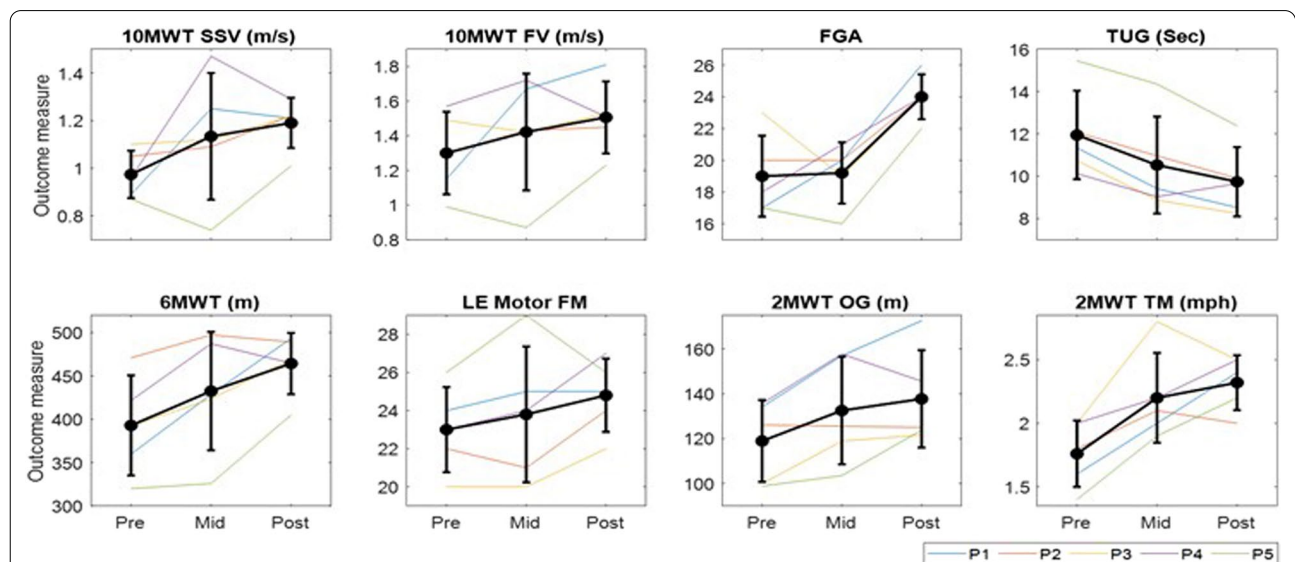 10MWT SSV (m/s) 10MWT FV (m/s) FGA TUG (Sec)
Outcome measure
1.4 1.2 1 0.8
1.8 1.6 1.4 1.2 1 0.8
26 24 22 20 18 16
16 14 12 10 8
6MWT (m) LE Motor FM 2MWT OG (m) 2MWT TM (mph)
Outcome measure
500 450 400 350 300
28 26 24 22 20
160 140 120 100
2.5 2 1.5
Pre Mid Post Pre Mid Post Pre Mid Post Pre Mid Post
P1 P2 P3 P4 P5